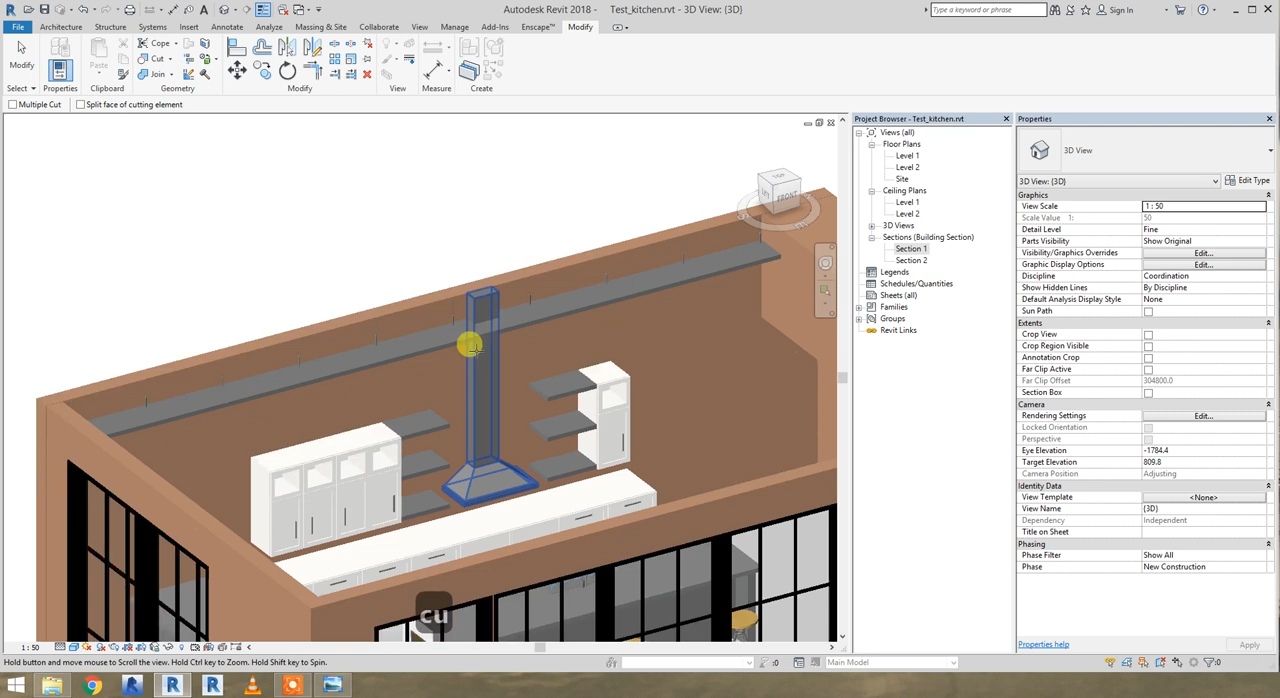 Autodesk Revit 2018 - Test_kitchen.rvt - 3D View: {3D}
Type a keyword or phrase
Sign In
File Architecture Structure Systems Insert Annotate Analyze Massing & Site Collaborate View Manage Add-Ins Enscape™ Modify
Modify
Properties
Paste
Cope
Cut
Join
Select Properties Clipboard Geometry Modify View Measure Create
Multiple Cut Split face of cutting element
TOP
LEFT
FRONT
cu
1 : 50
Project Browser - Test_kitchen.rvt
Views (all)
Floor Plans
Level 1
Level 2
Site
Ceiling Plans
Level 1
Level 2
3D Views
Sections (Building Section)
Section 1
Section 2
Legends
Schedules/Quantities
Sheets (all)
Families
Groups
Revit Links
Properties
3D View
3D View: {3D} Edit Type
Graphics
View Scale 1 : 50
Scale Value 1: 50
Detail Level Fine
Parts Visibility Show Original
Visibility/Graphics Overrides Edit...
Graphic Display Options Edit...
Discipline Coordination
Show Hidden Lines By Discipline
Default Analysis Display Style None
Sun Path
Extents
Crop View
Crop Region Visible
Annotation Crop
Far Clip Active
Far Clip Offset 304800.0
Section Box
Camera
Rendering Settings Edit...
Locked Orientation
Perspective
Eye Elevation -1784.4
Target Elevation 809.8
Camera Position Adjusting
Identity Data
View Template <None>
View Name {3D}
Dependency Independent
Title on Sheet
Phasing
Phase Filter Show All
Phase New Construction
Properties help Apply
Hold button and move mouse to Scroll the view. Hold Ctrl key to Zoom. Hold Shift key to Spin.
:0 Main Model :0